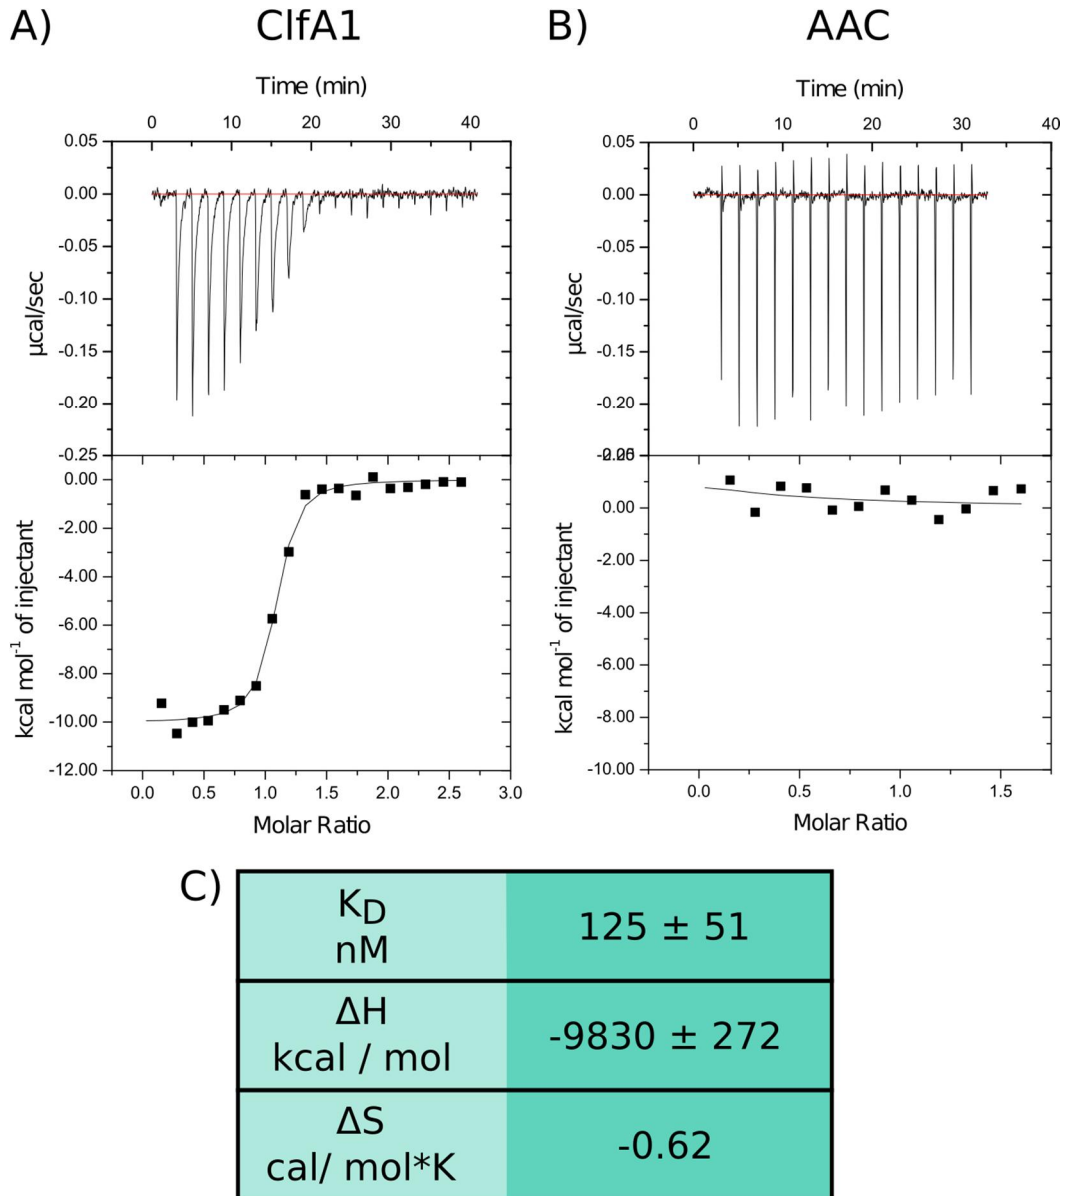 A)
ClfA1
Time (min)
0 10 20 30 40
0.05
0.00
-0.05
-0.10
-0.15
-0.20
-0.25
µcal/sec
0.00
-2.00
-4.00
-6.00
-8.00
-10.00
-12.00
kcal mol-1 of injectant
0.0 0.5 1.0 1.5 2.0 2.5 3.0
Molar Ratio
B)
AAC
Time (min)
0 10 20 30 40
0.05
0.00
-0.05
-0.10
-0.15
-0.20
µcal/sec
0.00
-2.00
-4.00
-6.00
-8.00
-10.00
kcal mol-1 of injectant
0.0 0.5 1.0 1.5
Molar Ratio
C)
KD
nM
125 ± 51
ΔH
kcal / mol
-9830 ± 272
ΔS
cal/ mol*K
-0.62